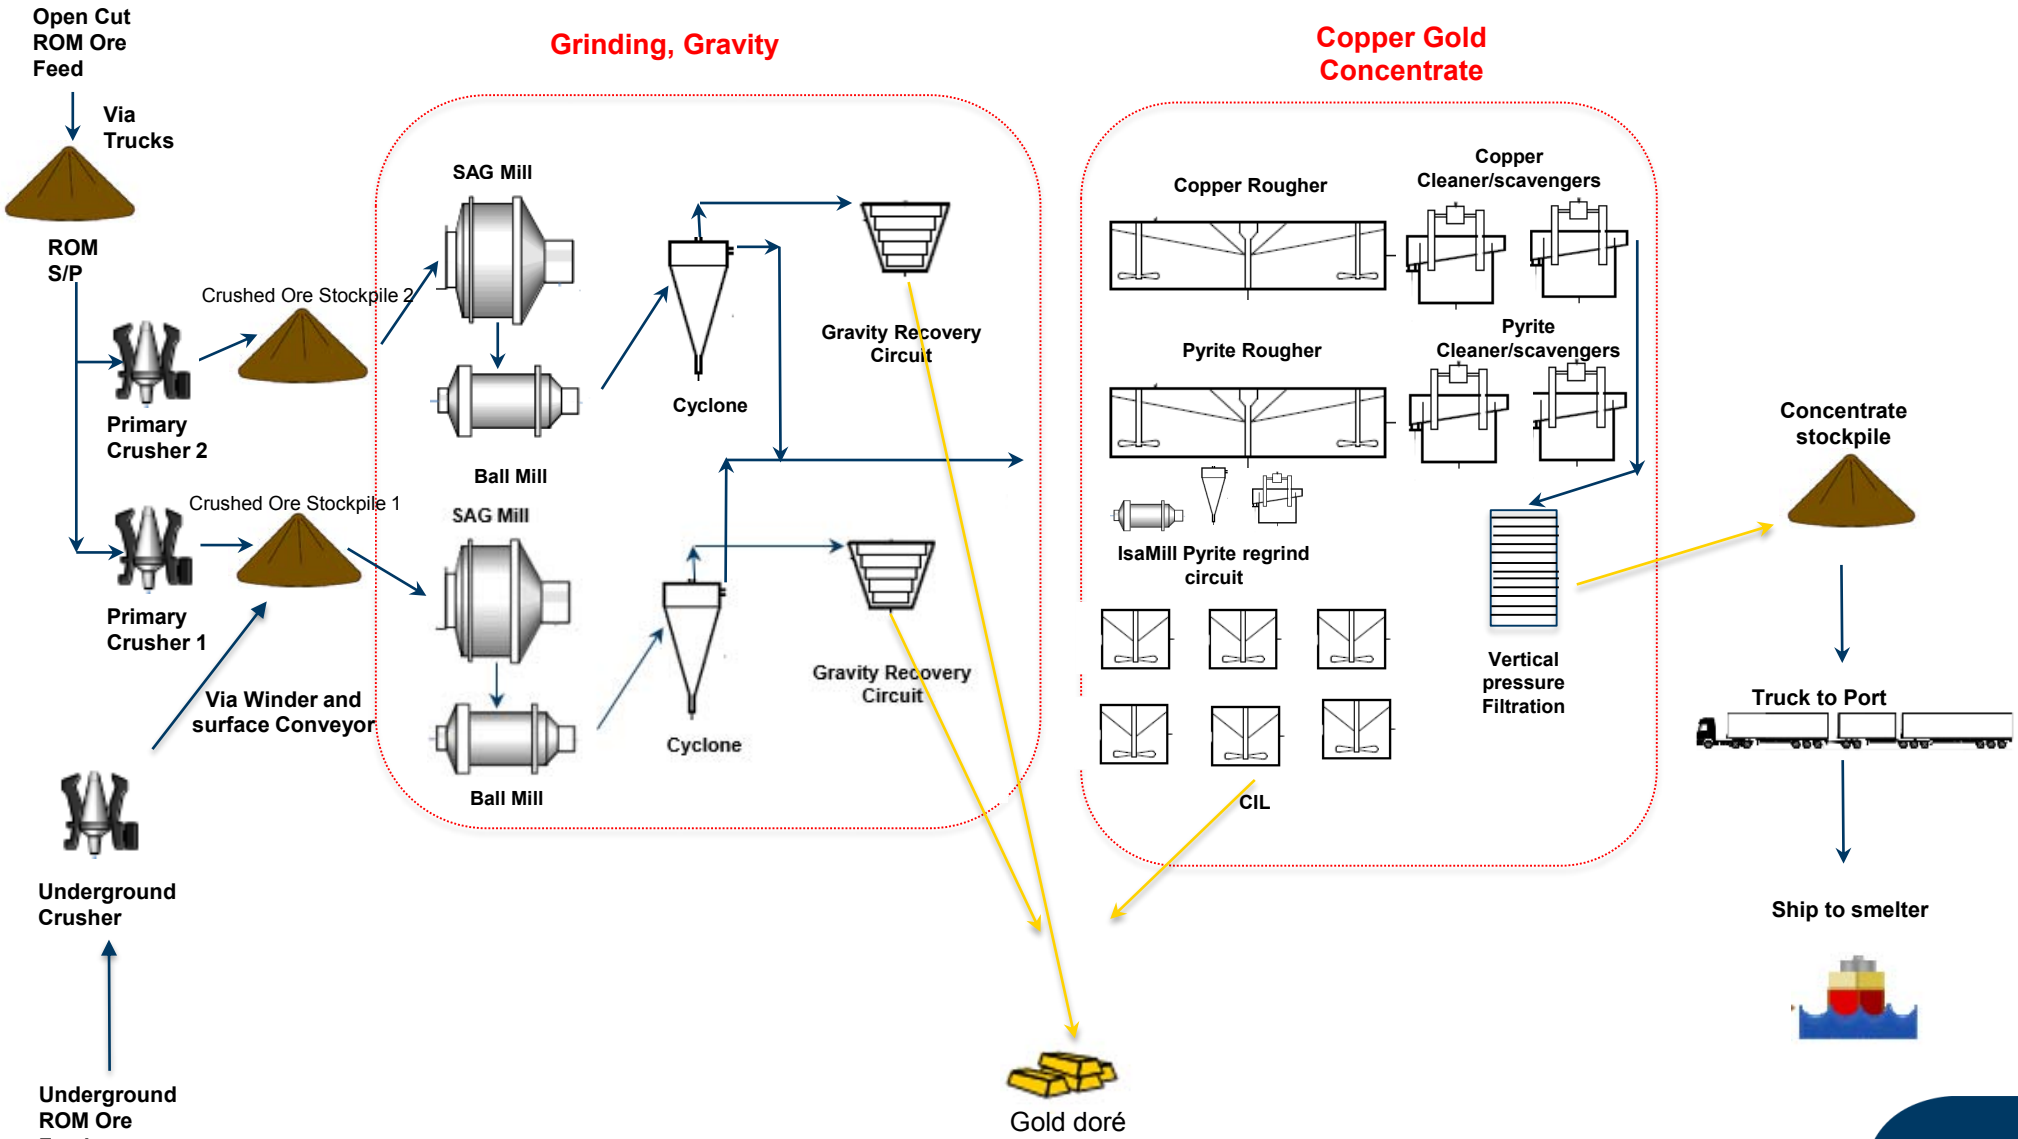 Open Cut
ROM Ore
Feed
Via
Trucks
ROM
S/P
Primary
Crusher 2
Crushed Ore Stockpile 2
Primary
Crusher 1
Crushed Ore Stockpile 1
Via Winder and
surface Conveyor
Underground
Crusher
Underground
ROM Ore
Grinding, Gravity
SAG Mill
Ball Mill
Cyclone
Gravity Recovery
Circuit
SAG Mill
Ball Mill
Cyclone
Gravity Recovery
Circuit
Copper Gold
Concentrate
Copper Rougher
Copper
Cleaner/scavengers
Pyrite Rougher
Pyrite
Cleaner/scavengers
IsaMill Pyrite regrind
circuit
CIL
Vertical
pressure
Filtration
Concentrate
stockpile
Truck to Port
Ship to smelter
Gold doré